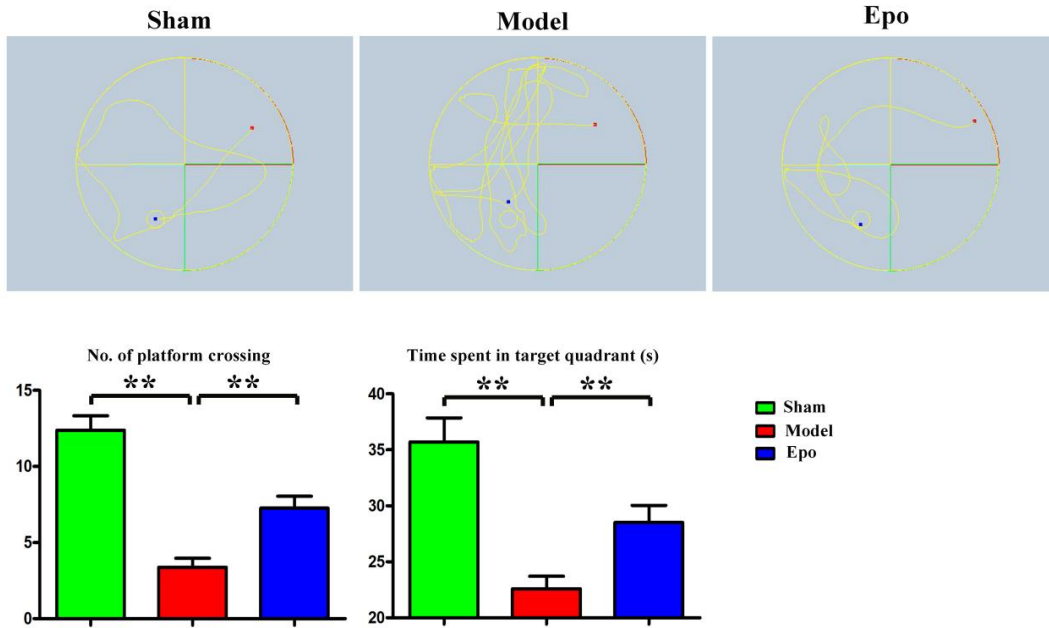 Sham
Model
Epo
No. of platform crossing
** **
15
10
5
0
Time spent in target quadrant (s)
** **
40
35
30
25
20
Sham
Model
Epo